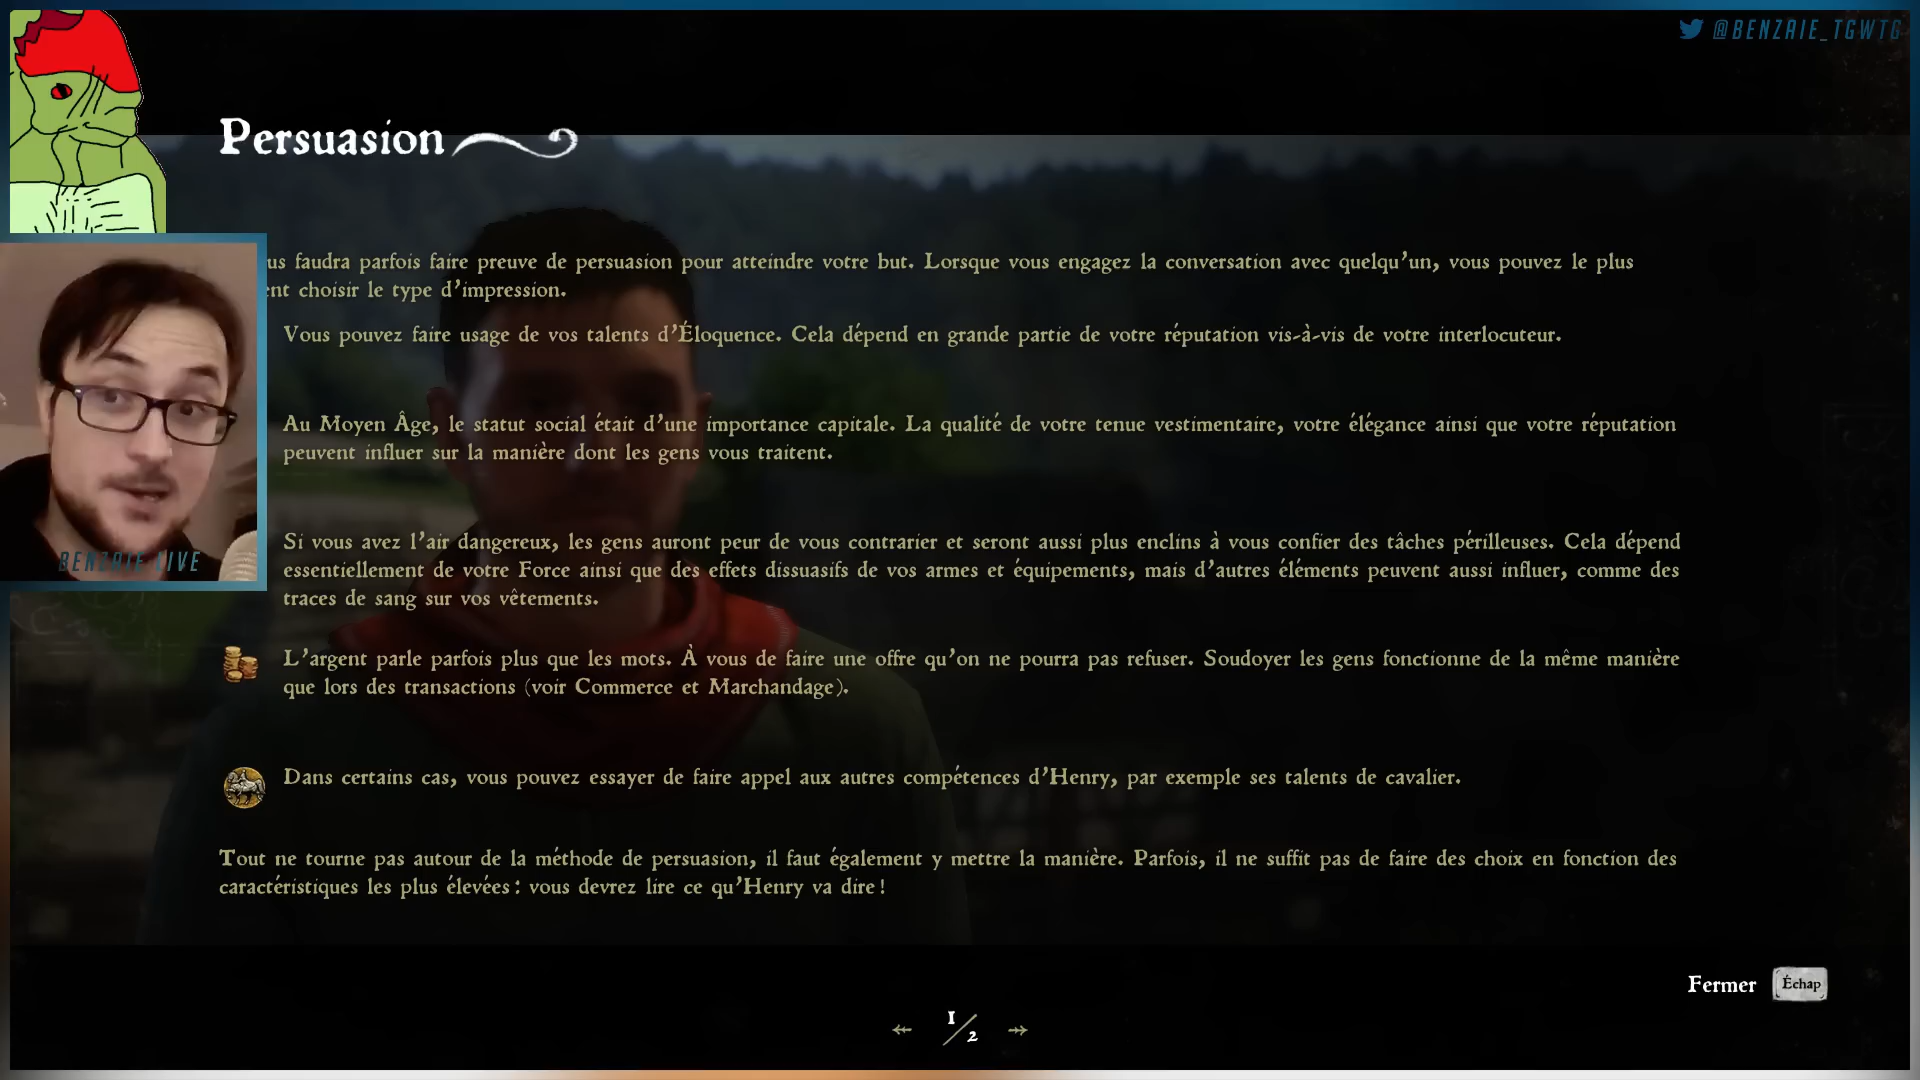 @BENZAIE_TGWTG
Persuasion
faudra parfois faire preuve de persuasion pour atteindre votre but. Lorsque vous engagez la conversation avec quelqu'un, vous pouvez le plus
choisir le type d'impression.
Vous pouvez faire usage de vos talents d'Éloquence. Cela dépend en grande partie de votre réputation vis-à-vis de votre interlocuteur.
Au Moyen Âge, le statut social était d'une importance capitale. La qualité de votre tenue vestimentaire, votre élégance ainsi que votre réputation
peuvent influer sur la manière dont les gens vous traitent.
Si vous avez l'air dangereux, les gens auront peur de vous contrarier et seront aussi plus enclins à vous confier des tâches périlleuses. Cela dépend
essentiellement de votre Force ainsi que des effets dissuasifs de vos armes et équipements, mais d'autres éléments peuvent aussi influer, comme des
traces de sang sur vos vêtements.
BENZAIE LIVE
L'argent parle parfois plus que les mots. À vous de faire une offre qu'on ne pourra pas refuser. Soudoyer les gens fonctionne de la même manière
que lors des transactions (voir Commerce et Marchandage).
Dans certains cas, vous pouvez essayer de faire appel aux autres compétences d'Henry, par exemple ses talents de cavalier.
Tout ne tourne pas autour de la méthode de persuasion, il faut également y mettre la manière. Parfois, il ne suffit pas de faire des choix en fonction des
caractéristiques les plus élevées : vous devrez lire ce qu'Henry va dire !
Fermer Échap
1/2